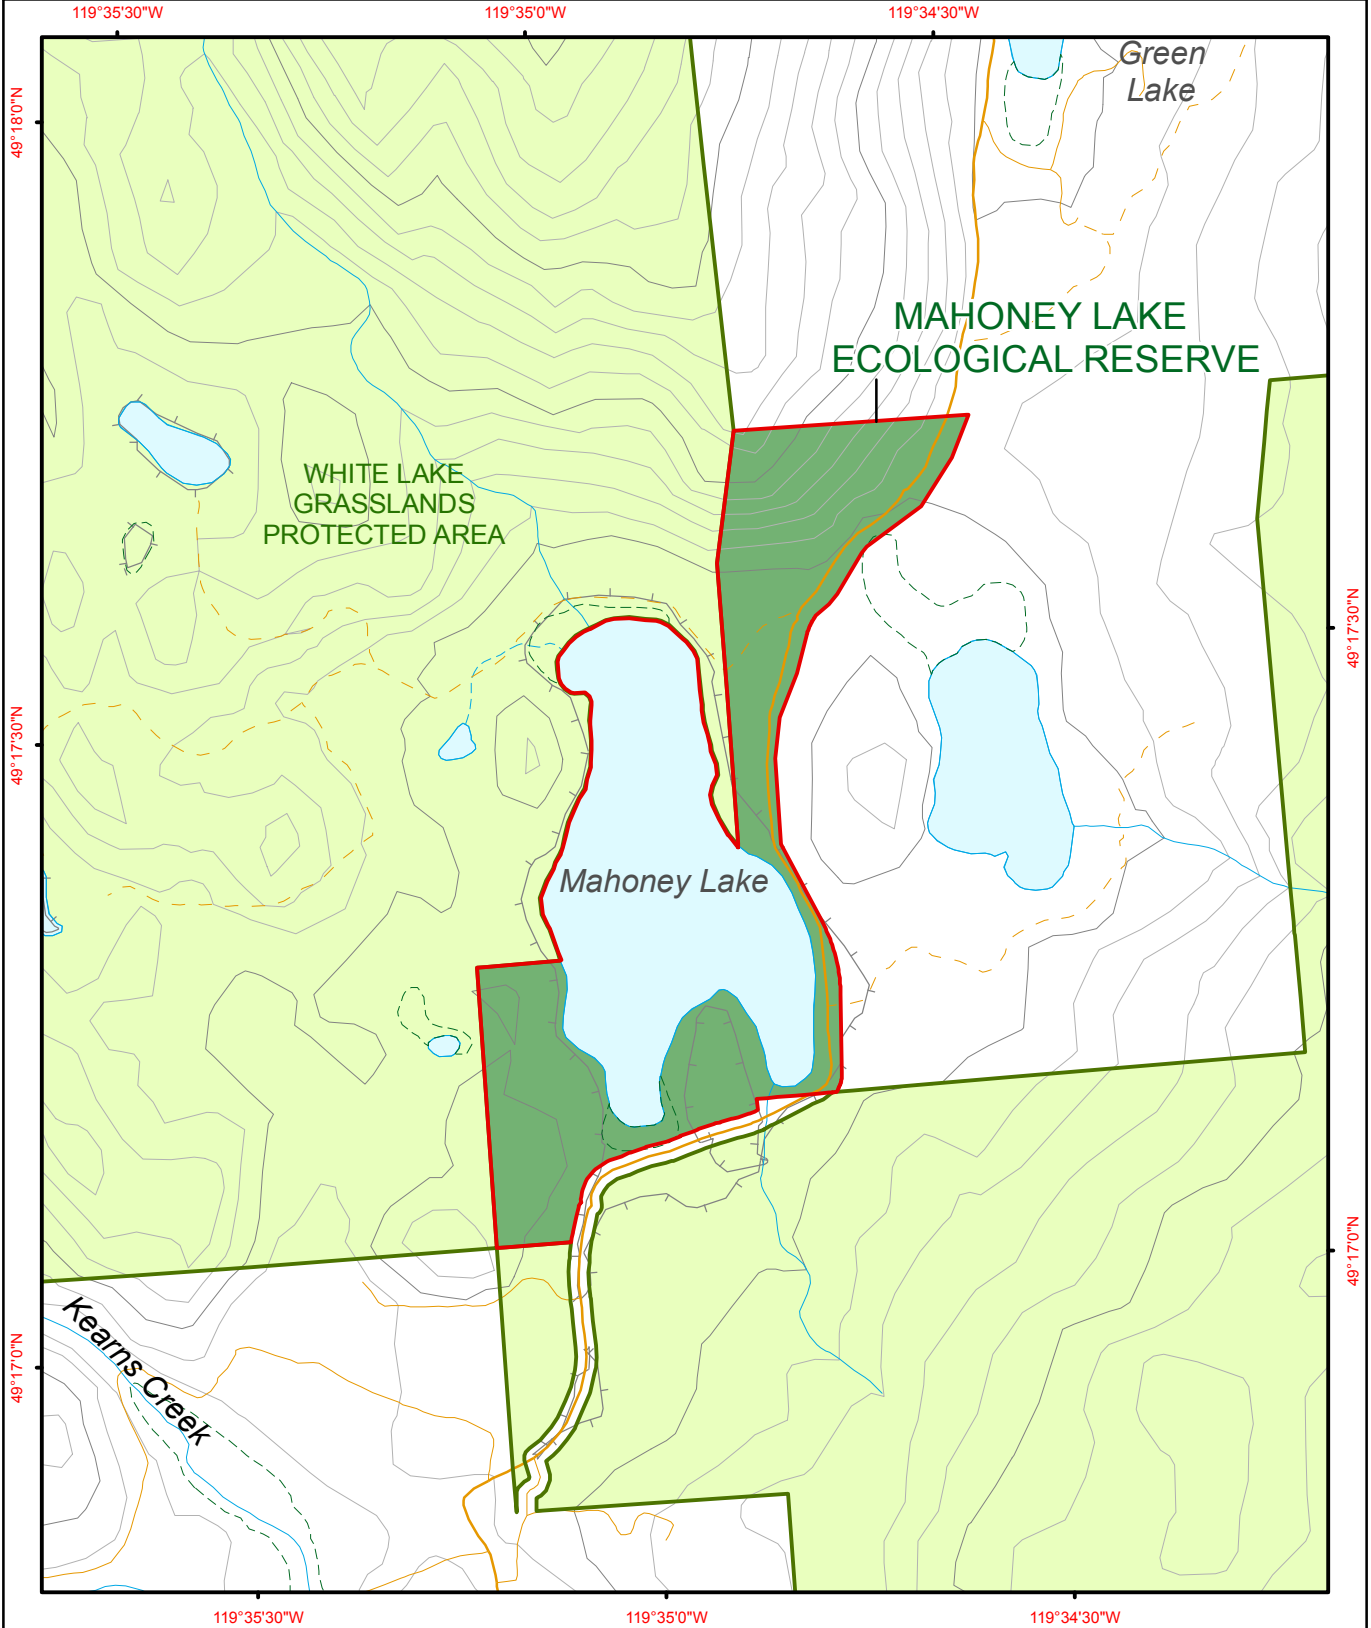 119°35'30"W
119°35'0"W
119°34'30"W
Green
Lake
49°18'0"N
MAHONEY LAKE
ECOLOGICAL RESERVE
WHITE LAKE
GRASSLANDS
PROTECTED AREA
49°17'30"N
49°17'30"N
Mahoney Lake
49°17'0"N
Kearns Creek
49°17'0"N
119°35'30"W
119°35'0"W
119°34'30"W